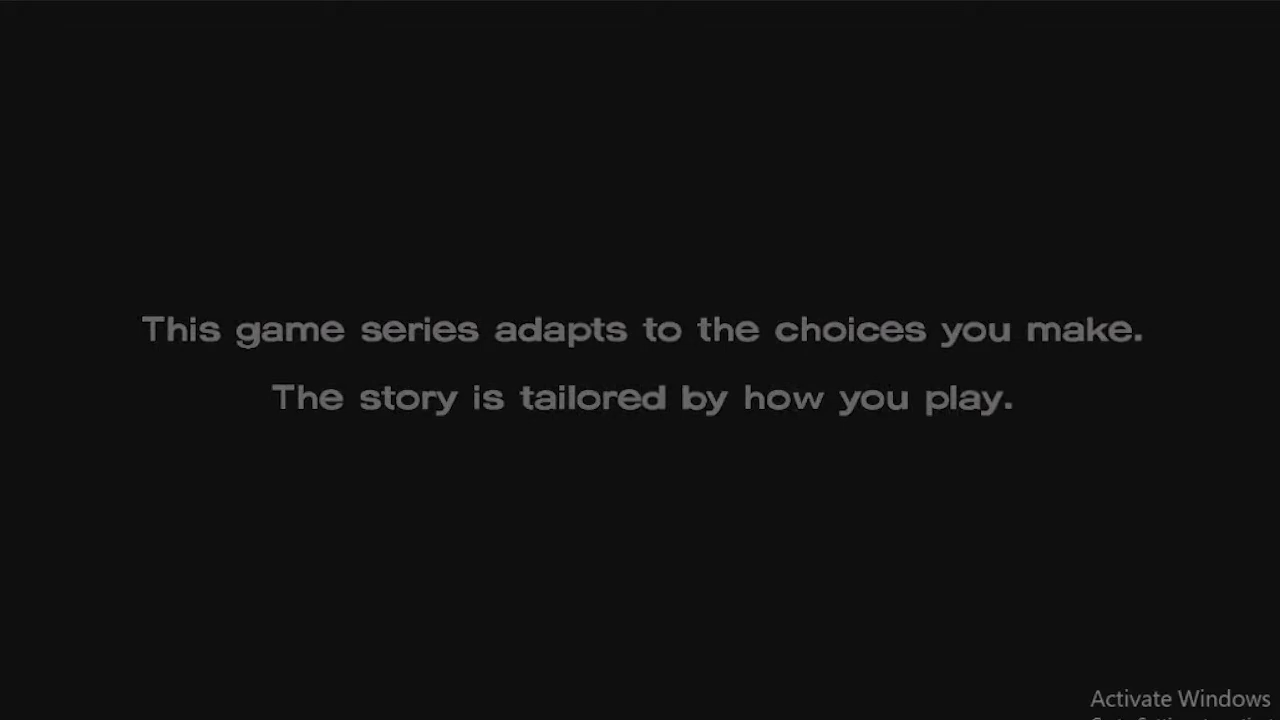 This game series adapts to the choices you make.
The story is tailored by how you play.
Activate Windows